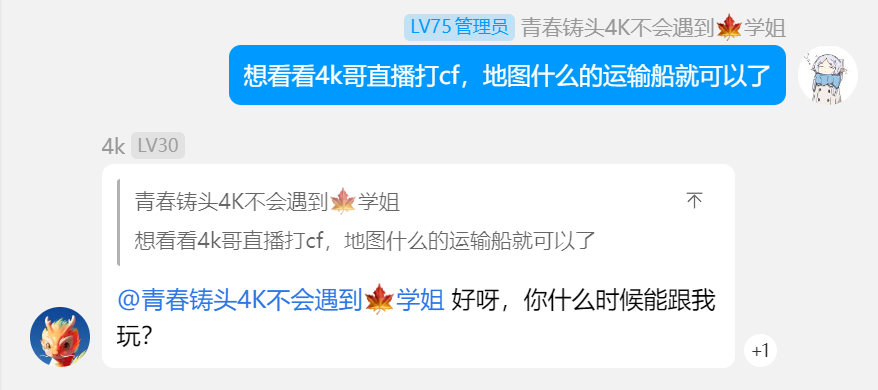 LV75 管理员 青春铸头4K不会遇到🍁学姐
想看看4k哥直播打cf，地图什么的运输船就可以了
4k LV30
青春铸头4K不会遇到🍁学姐
想看看4k哥直播打cf，地图什么的运输船就可以了
@青春铸头4K不会遇到🍁学姐 好呀，你什么时候能跟我
玩？
+1